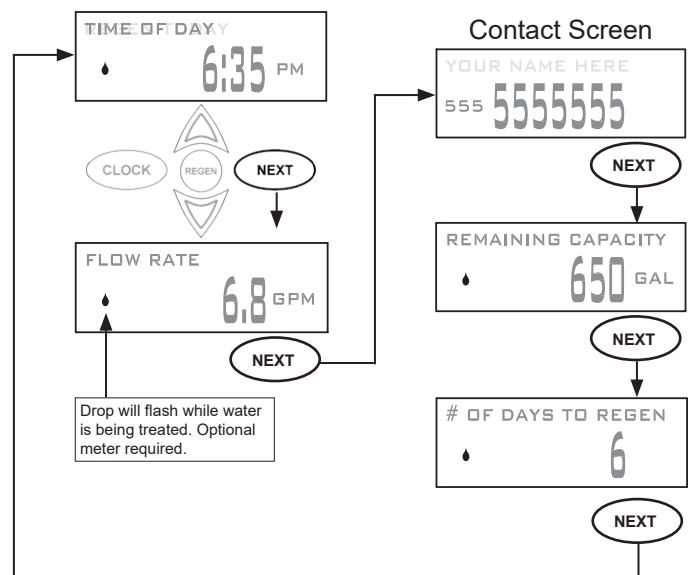 TIME OF DAY
6:35 PM
CLOCK
REGEN
NEXT
FLOW RATE
6.8 GPM
NEXT
Drop will flash while water
is being treated. Optional
meter required.
Contact Screen
YOUR NAME HERE
555 5555555
NEXT
REMAINING CAPACITY
650 GAL
NEXT
# OF DAYS TO REGEN
6
NEXT